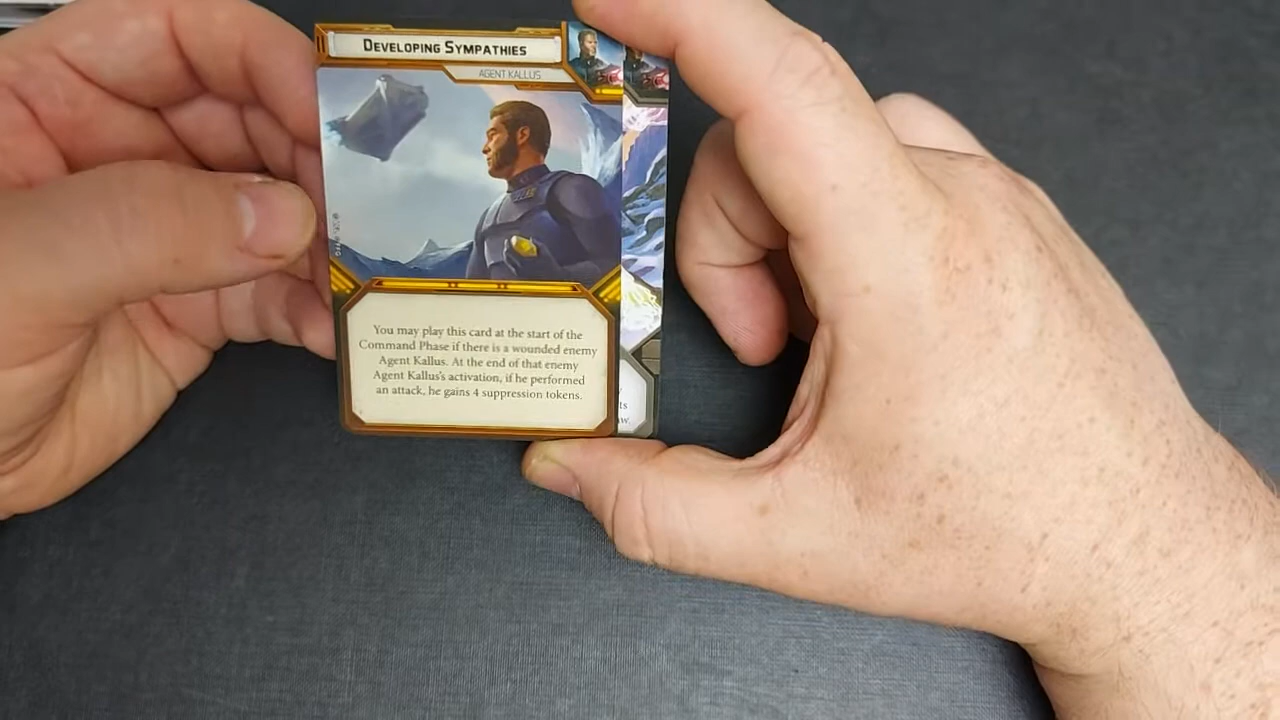 DEVELOPING SYMPATHIES
AGENT KALLUS
You may play this card at the start of the
Command Phase if there is a wounded enemy
Agent Kallus. At the end of that enemy
Agent Kallus's activation, if he performed
an attack, he gains 4 suppression tokens.
ts